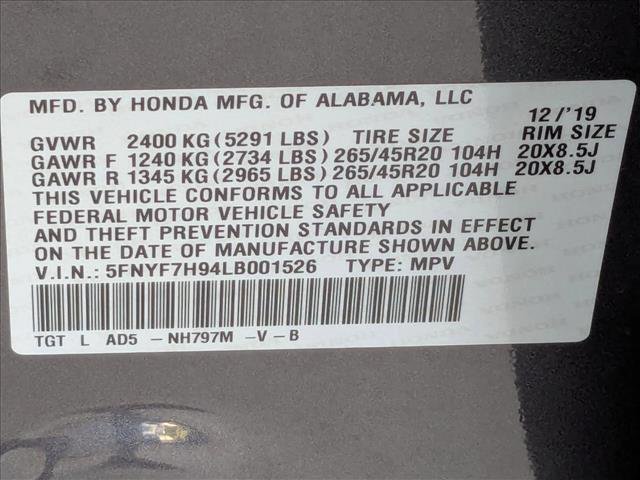 MFD. BY HONDA MFG. OF ALABAMA, LLC
12/'19
GVWR 2400 KG(5291 LBS) TIRE SIZE RIM SIZE
GAWR F 1240 KG(2734 LBS)265/45R20 104H 20X8.5J
GAWR R 1345 KG(2965 LBS)265/45R20 104H 20X8.5J
THIS VEHICLE CONFORMS TO ALL APPLICABLE
FEDERAL MOTOR VEHICLE SAFETY
AND THEFT PREVENTION STANDARDS IN EFFECT
ON THE DATE OF MANUFACTURE SHOWN ABOVE.
V.I.N.: 5FNYF7H94LB001526 TYPE: MPV
TGT L AD5 -NH797M -V-B